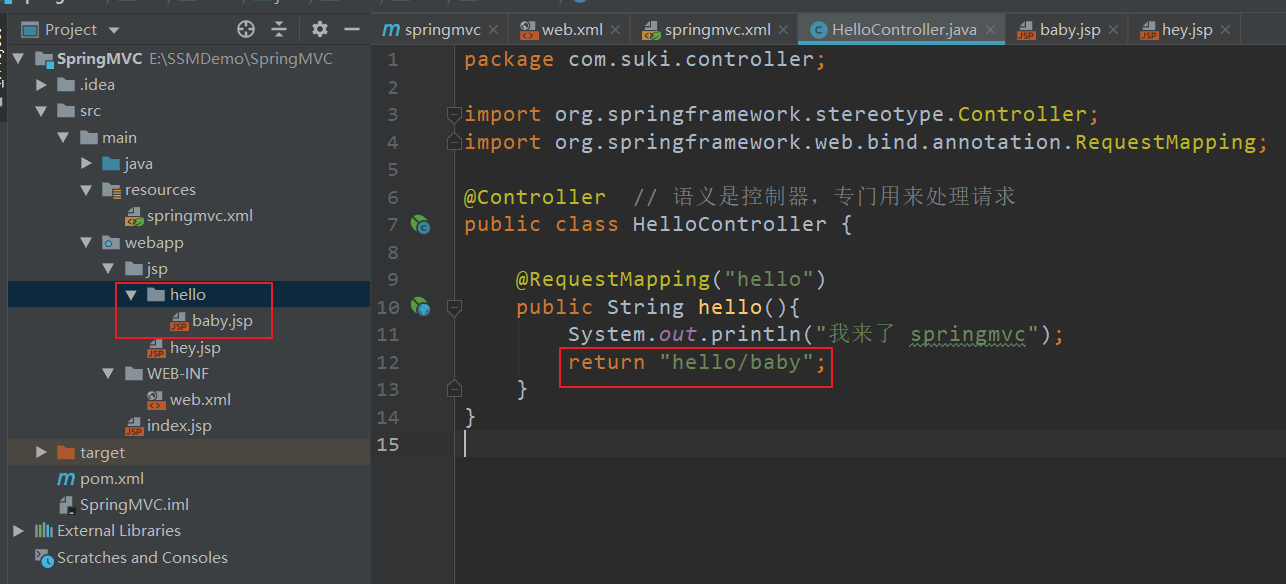 Project
SpringMVC E:\SSMDemo\SpringMVC
.idea
src
main
java
resources
springmvc.xml
webapp
jsp
hello
baby.jsp
hey.jsp
WEB-INF
web.xml
index.jsp
target
pom.xml
SpringMVC.iml
External Libraries
Scratches and Consoles
springmvc web.xml springmvc.xml HelloController.java baby.jsp hey.jsp
1 package com.suki.controller;
2
3 import org.springframework.stereotype.Controller;
4 import org.springframework.web.bind.annotation.RequestMapping;
5
6 @Controller // 语义是控制器，专门用来处理请求
7 public class HelloController {
8
9 @RequestMapping("hello")
10 public String hello(){
11 System.out.println("我来了 springmvc");
12 return "hello/baby";
13 }
14 }
15